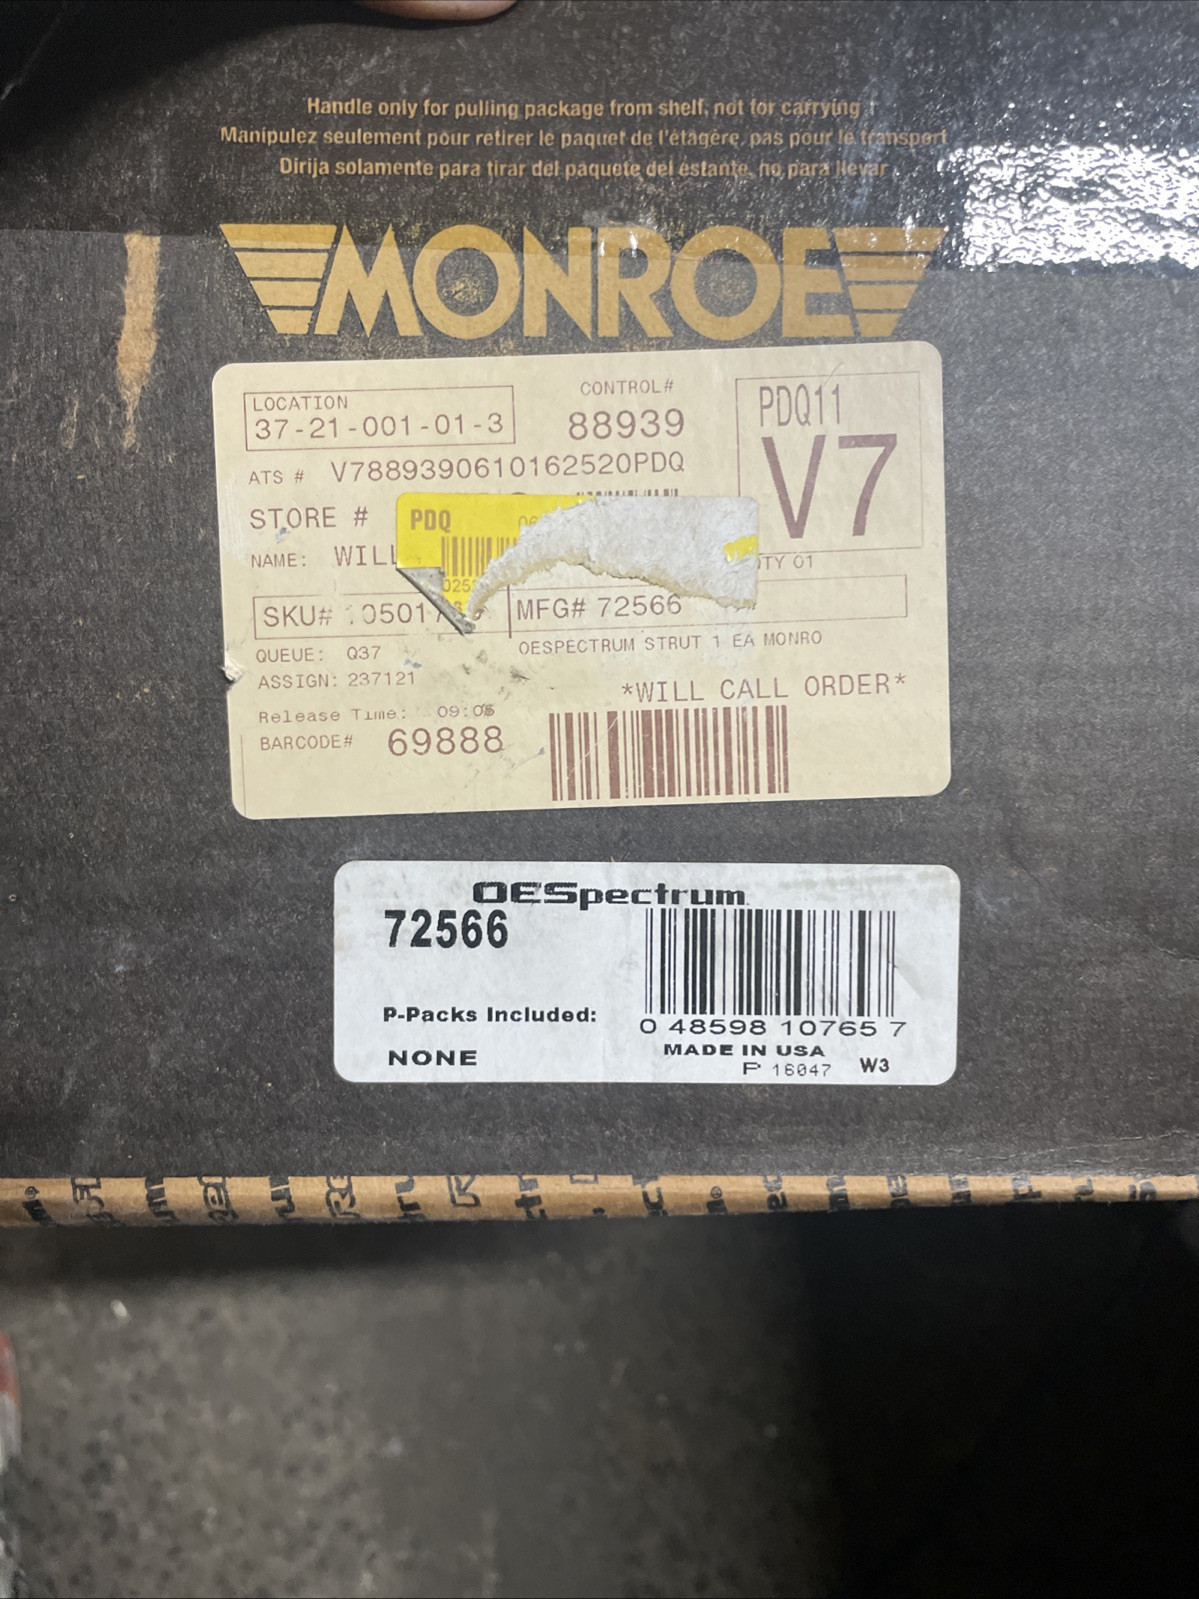 Handle only for pulling package from shelf, not for carrying
Manipulez seulement pour retirer le paquet de l'étagère, pas pour le transport
Dirija solamente para tirar del paquete del estante, no para llevar
MONROE
LOCATION
37-21-001-01-3
CONTROL#
88939
PDQ11
V7
ATS # V7889390610162520PDQ
STORE #
PDQ
NAME: WILL
TY 01
SKU#
MFG# 72566
OESPECTRUM STRUT 1 EA MONRO
QUEUE: Q37
ASSIGN: 237121
*WILL CALL ORDER*
Release Time: 09:05
BARCODE# 69888
OESpectrum
72566
P-Packs Included:
NONE
0 48598 10765 7
MADE IN USA
P 16047 W3